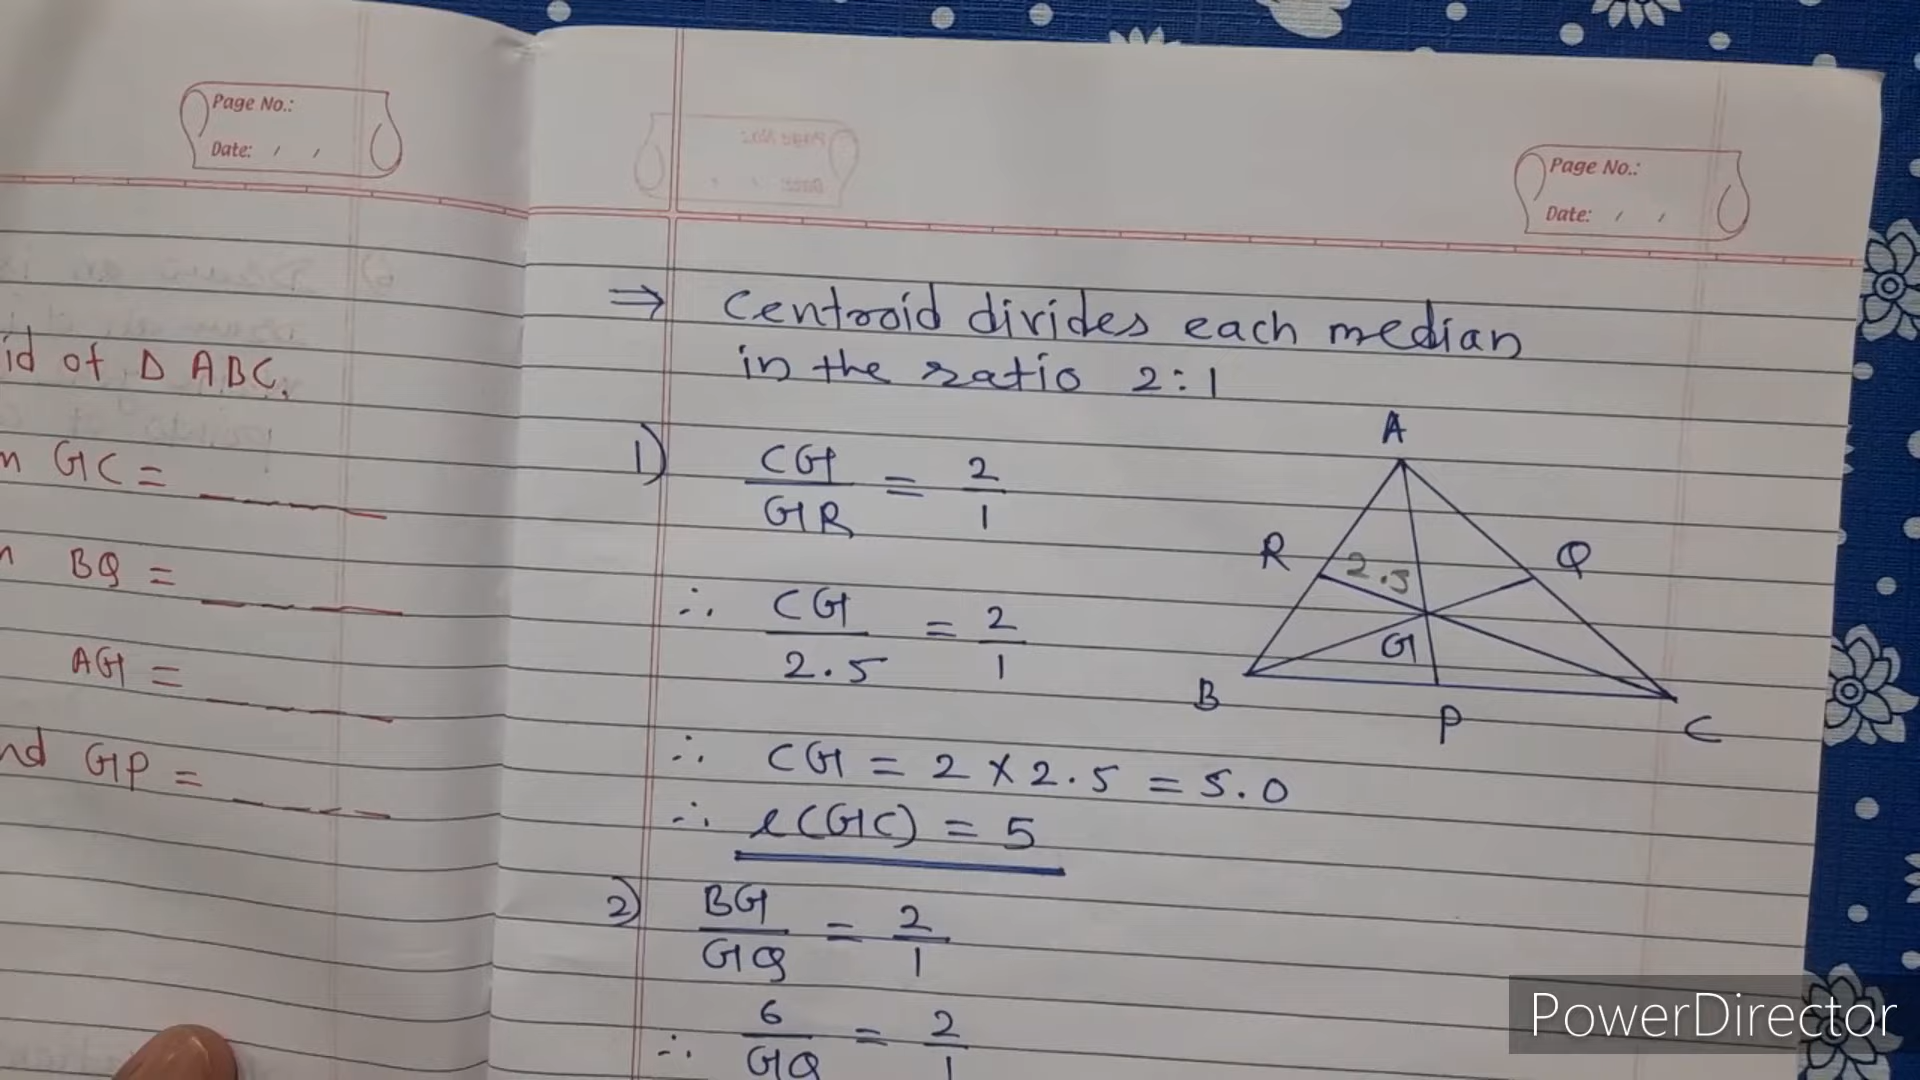 Page No.:
Date: / /
id of Δ ABC.
GC =
BQ =
AG =
nd GP =
Page No.:
Date: / /
⇒ Centroid divides each median
in the ratio 2:1
1) CG/GR = 2/1
∴ CG/2.5 = 2/1
∴ CG = 2 × 2.5 = 5.0
∴ l(GC) = 5
2) BG/GQ = 2/1
∴ 6/GQ = 2/1
A
R 2.5 Q
G
B P C
PowerDirector